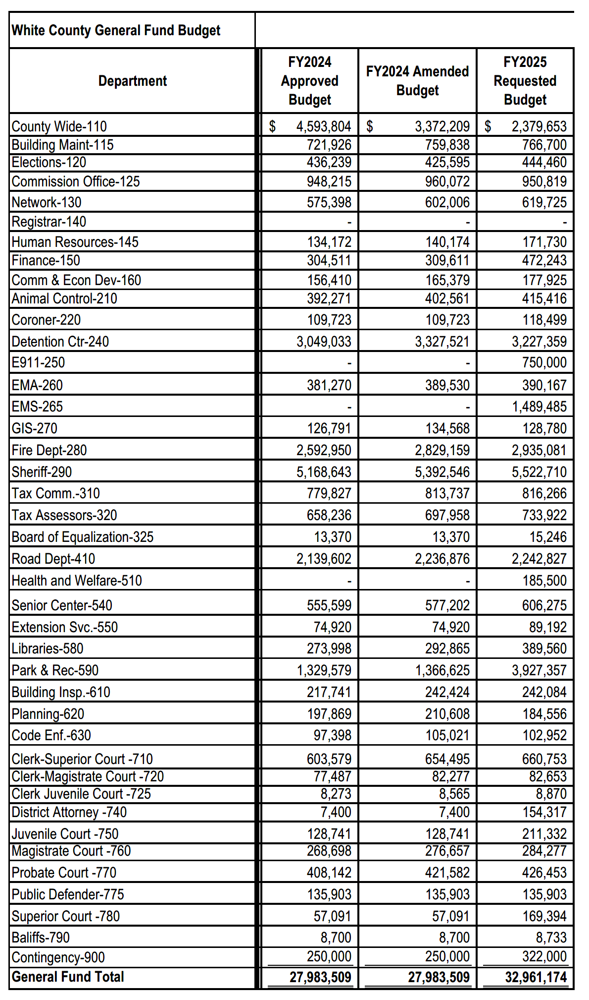 White County General Fund Budget
Department FY2024 Approved Budget FY2024 Amended Budget FY2025 Requested Budget
County Wide-110 $ 4,593,804 $ 3,372,209 $ 2,379,653
Building Maint-115 721,926 759,838 766,700
Elections-120 436,239 425,595 444,460
Commission Office-125 948,215 960,072 950,819
Network-130 575,398 602,006 619,725
Registrar-140 - - -
Human Resources-145 134,172 140,174 171,730
Finance-150 304,511 309,611 472,243
Comm & Econ Dev-160 156,410 165,379 177,925
Animal Control-210 392,271 402,561 415,416
Coroner-220 109,723 109,723 118,499
Detention Ctr-240 3,049,033 3,327,521 3,227,359
E911-250 - - 750,000
EMA-260 381,270 389,530 390,167
EMS-265 - - 1,489,485
GIS-270 126,791 134,568 128,780
Fire Dept-280 2,592,950 2,829,159 2,935,081
Sheriff-290 5,168,643 5,392,546 5,522,710
Tax Comm.-310 779,827 813,737 816,266
Tax Assessors-320 658,236 697,958 733,922
Board of Equalization-325 13,370 13,370 15,246
Road Dept-410 2,139,602 2,236,876 2,242,827
Health and Welfare-510 - - 185,500
Senior Center-540 555,599 577,202 606,275
Extension Svc.-550 74,920 74,920 89,192
Libraries-580 273,998 292,865 389,560
Park & Rec-590 1,329,579 1,366,625 3,927,357
Building Insp.-610 217,741 242,424 242,084
Planning-620 197,869 210,608 184,556
Code Enf.-630 97,398 105,021 102,952
Clerk-Superior Court -710 603,579 654,495 660,753
Clerk-Magistrate Court -720 77,487 82,277 82,653
Clerk Juvenile Court -725 8,273 8,565 8,870
District Attorney -740 7,400 7,400 154,317
Juvenile Court -750 128,741 128,741 211,332
Magistrate Court -760 268,698 276,657 284,277
Probate Court -770 408,142 421,582 426,453
Public Defender-775 135,903 135,903 135,903
Superior Court -780 57,091 57,091 169,394
Baliffs-790 8,700 8,700 8,733
Contingency-900 250,000 250,000 322,000
General Fund Total 27,983,509 27,983,509 32,961,174